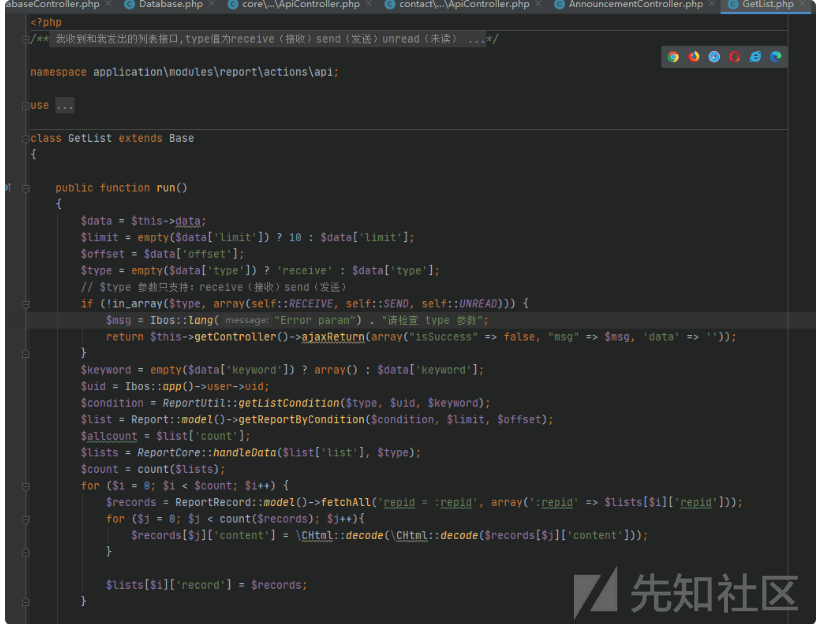 abaseController.php Database.php core\...\ApiController.php contact\...\ApiController.php AnnouncementController.php GetList.php
<?php
/** 我收到和我发出的列表接口,type值为receive（接收）send（发送）unread（未读） ...*/
namespace application\modules\report\actions\api;
use ...
class GetList extends Base
{
public function run()
{
$data = $this->data;
$limit = empty($data['limit']) ? 10 : $data['limit'];
$offset = $data['offset'];
$type = empty($data['type']) ? 'receive' : $data['type'];
// $type 参数只支持：receive（接收）send（发送）
if (!in_array($type, array(self::RECEIVE, self::SEND, self::UNREAD))) {
$msg = Ibos::lang( message: "Error param") . "请检查 type 参数";
return $this->getController()->ajaxReturn(array("isSuccess" => false, "msg" => $msg, 'data' => ''));
}
$keyword = empty($data['keyword']) ? array() : $data['keyword'];
$uid = Ibos::app()->user->uid;
$condition = ReportUtil::getListCondition($type, $uid, $keyword);
$list = Report::model()->getReportByCondition($condition, $limit, $offset);
$allcount = $list['count'];
$lists = ReportCore::handleData($list['list'], $type);
$count = count($lists);
for ($i = 0; $i < $count; $i++) {
$records = ReportRecord::model()->fetchAll('repid = :repid', array(':repid' => $lists[$i]['repid']));
for ($j = 0; $j < count($records); $j++){
$records[$j]['content'] = \CHtml::decode(\CHtml::decode($records[$j]['content']));
}
$lists[$i]['record'] = $records;
}
先知社区